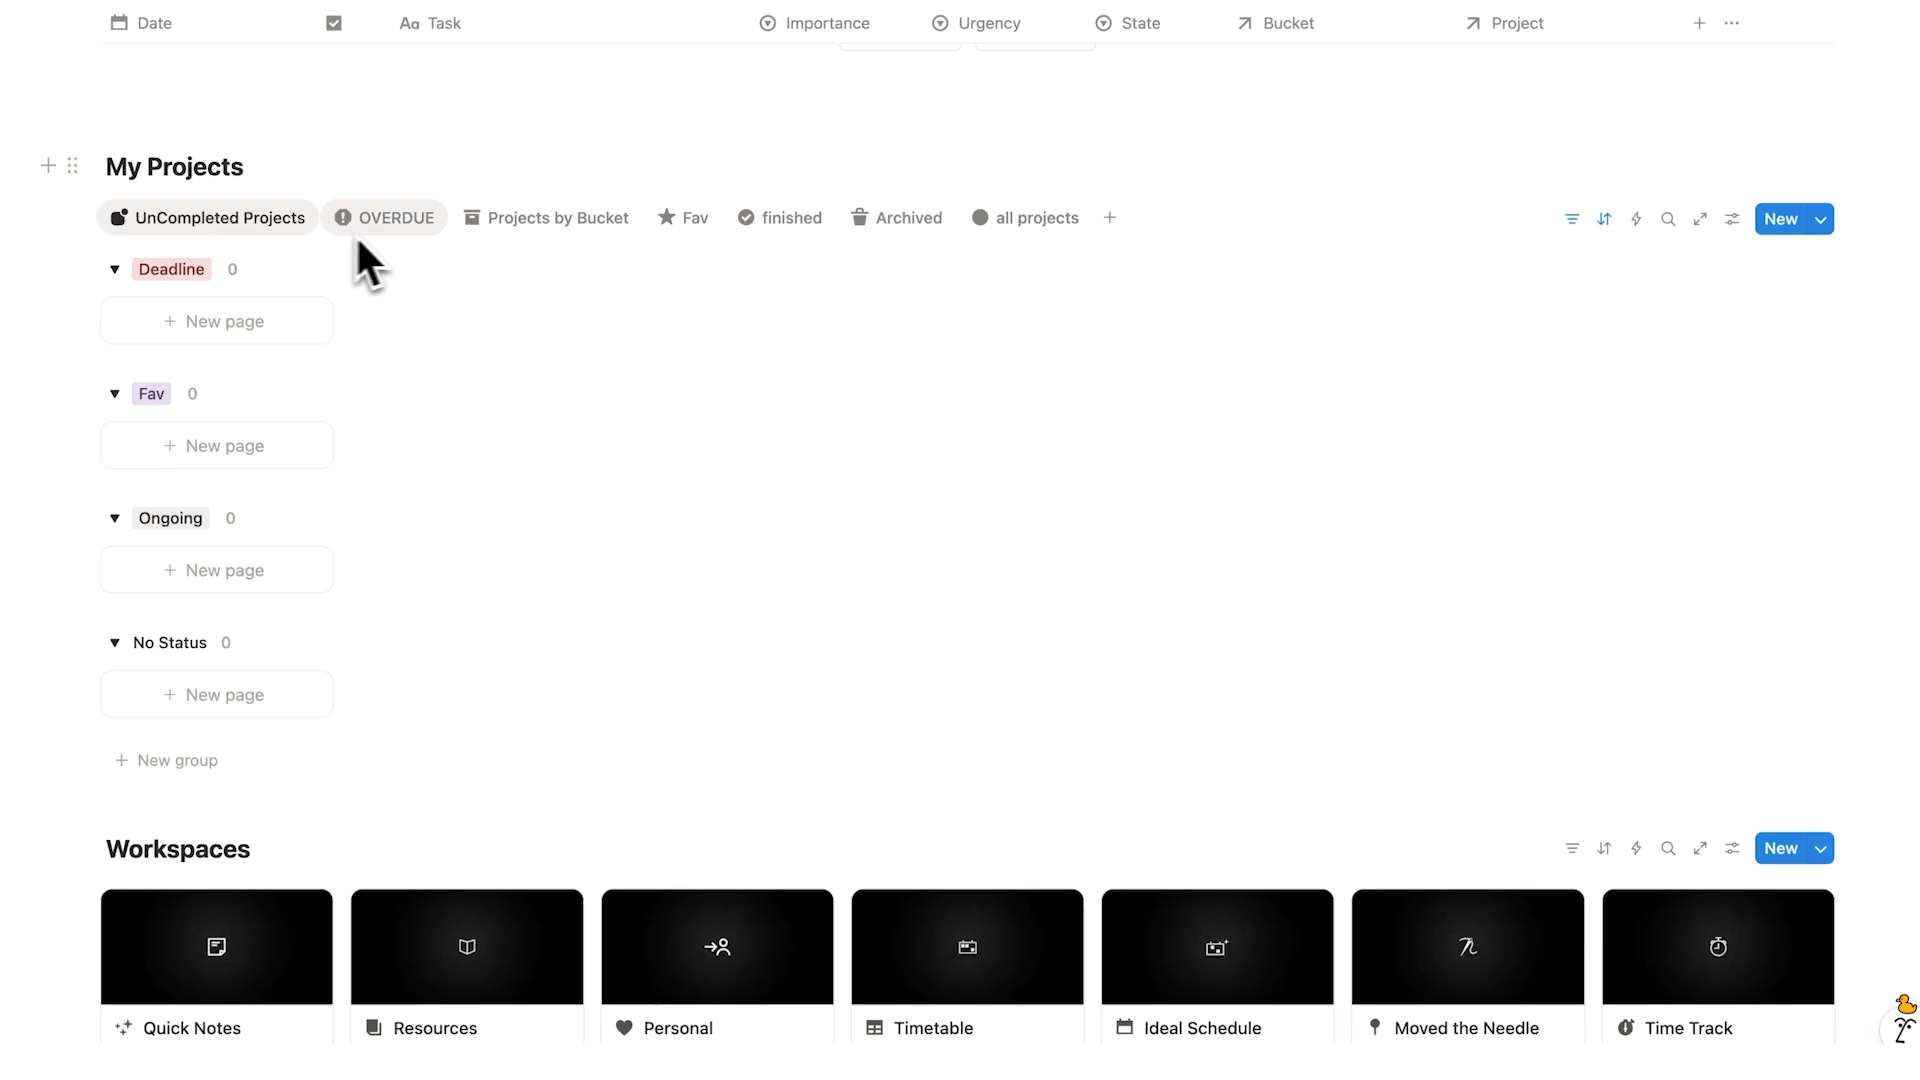 Date Aa Task Importance Urgency State Bucket Project
My Projects
UnCompleted Projects OVERDUE Projects by Bucket Fav finished Archived all projects New
Deadline 0
+ New page
Fav 0
+ New page
Ongoing 0
+ New page
No Status 0
+ New page
+ New group
Workspaces New
Quick Notes Resources Personal Timetable Ideal Schedule Moved the Needle Time Track